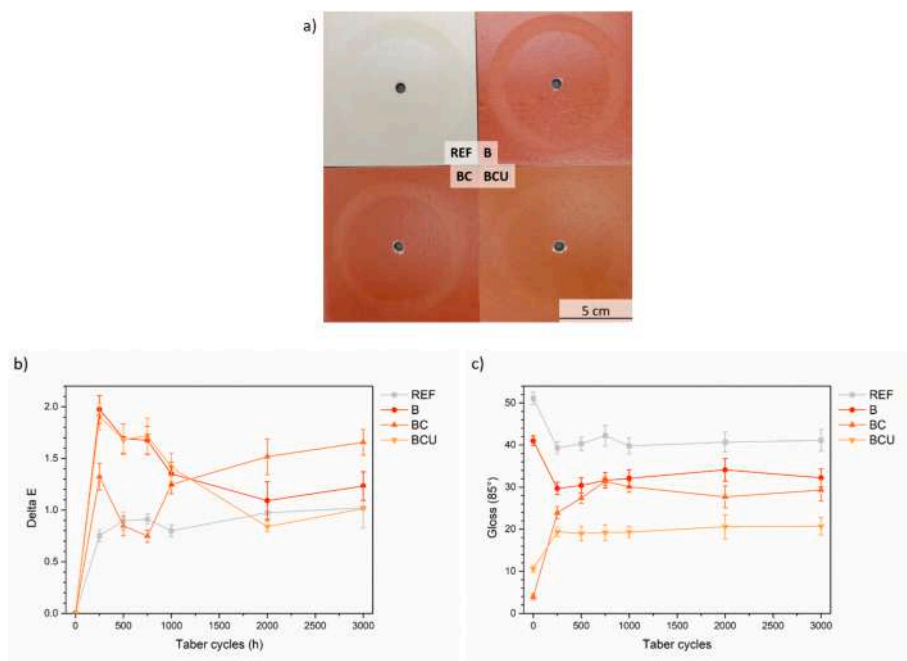 a)
REF B
BC BCU
5 cm
b)
Delta E
2.0
1.5
1.0
0.5
0.0
0 500 1000 1500 2000 2500 3000
Taber cycles (h)
REF
B
BC
BCU
c)
Gloss (85°)
50
40
30
20
10
0
0 500 1000 1500 2000 2500 3000
Taber cycles
REF
B
BC
BCU